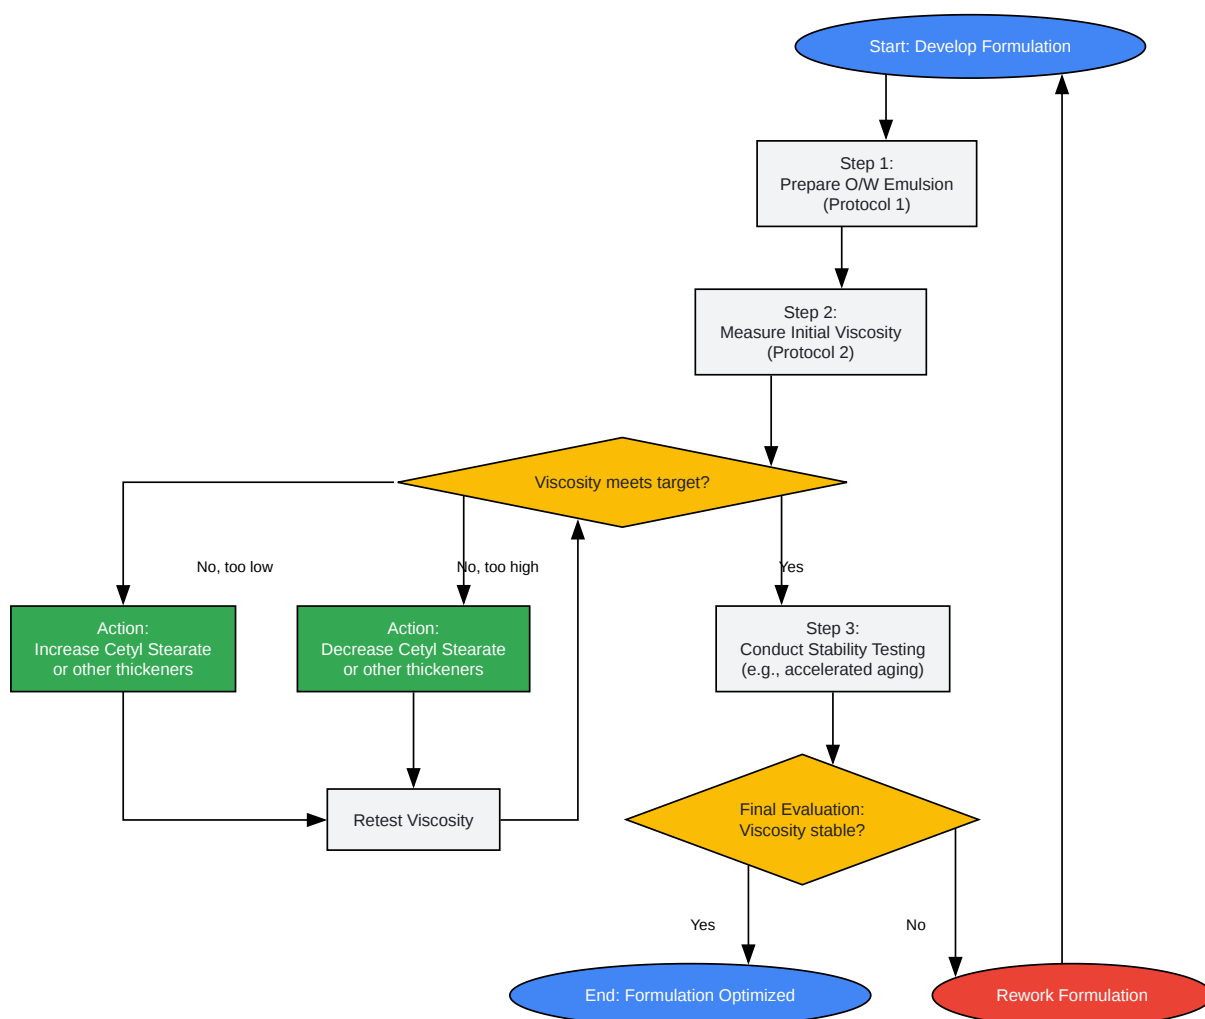 Start: Develop Formulation
Step 1:
Prepare O/W Emulsion
(Protocol 1)
Step 2:
Measure Initial Viscosity
(Protocol 2)
Viscosity meets target?
No, too low
No, too high
Yes
Action:
Increase Cetyl Stearate
or other thickeners
Action:
Decrease Cetyl Stearate
or other thickeners
Step 3:
Conduct Stability Testing
(e.g., accelerated aging)
Retest Viscosity
Final Evaluation:
Viscosity stable?
Yes
No
End: Formulation Optimized
Rework Formulation